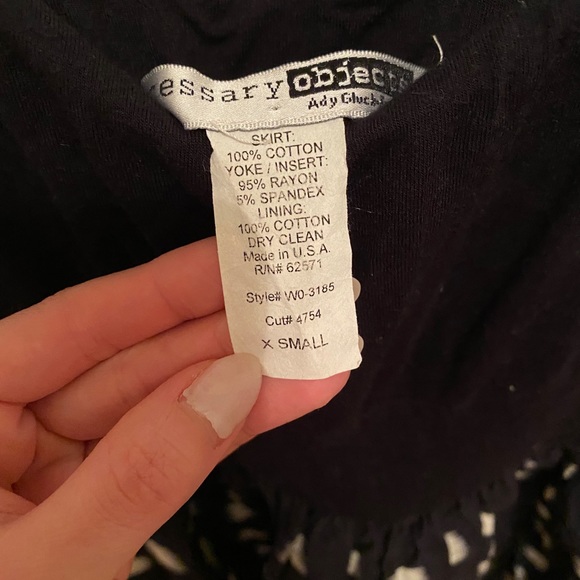 essary objects
Ady Gluck
SKIRT:
100% COTTON
YOKE / INSERT:
95% RAYON
5% SPANDEX
LINING:
100% COTTON
DRY CLEAN
Made in U.S.A.
R/N# 62571
Style# W0-3185
Cut# 4754
X SMALL